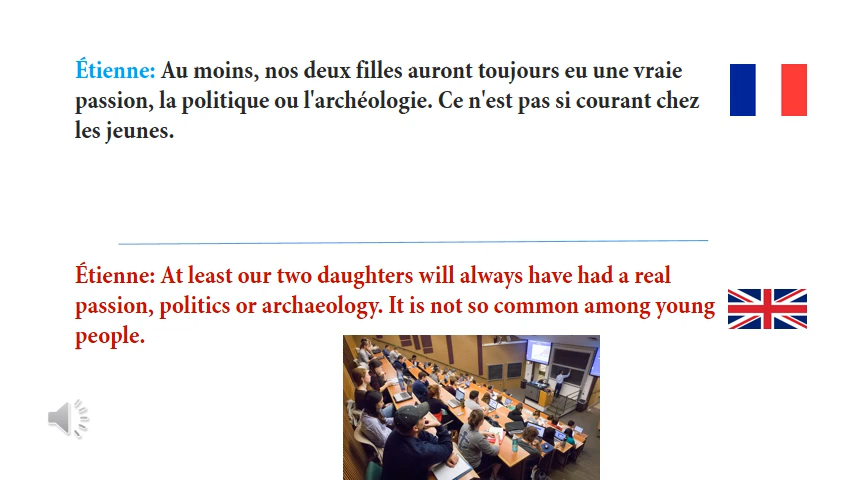 Étienne: Au moins, nos deux filles auront toujours eu une vraie
passion, la politique ou l'archéologie. Ce n'est pas si courant chez
les jeunes.
Étienne: At least our two daughters will always have had a real
passion, politics or archaeology. It is not so common among young
people.